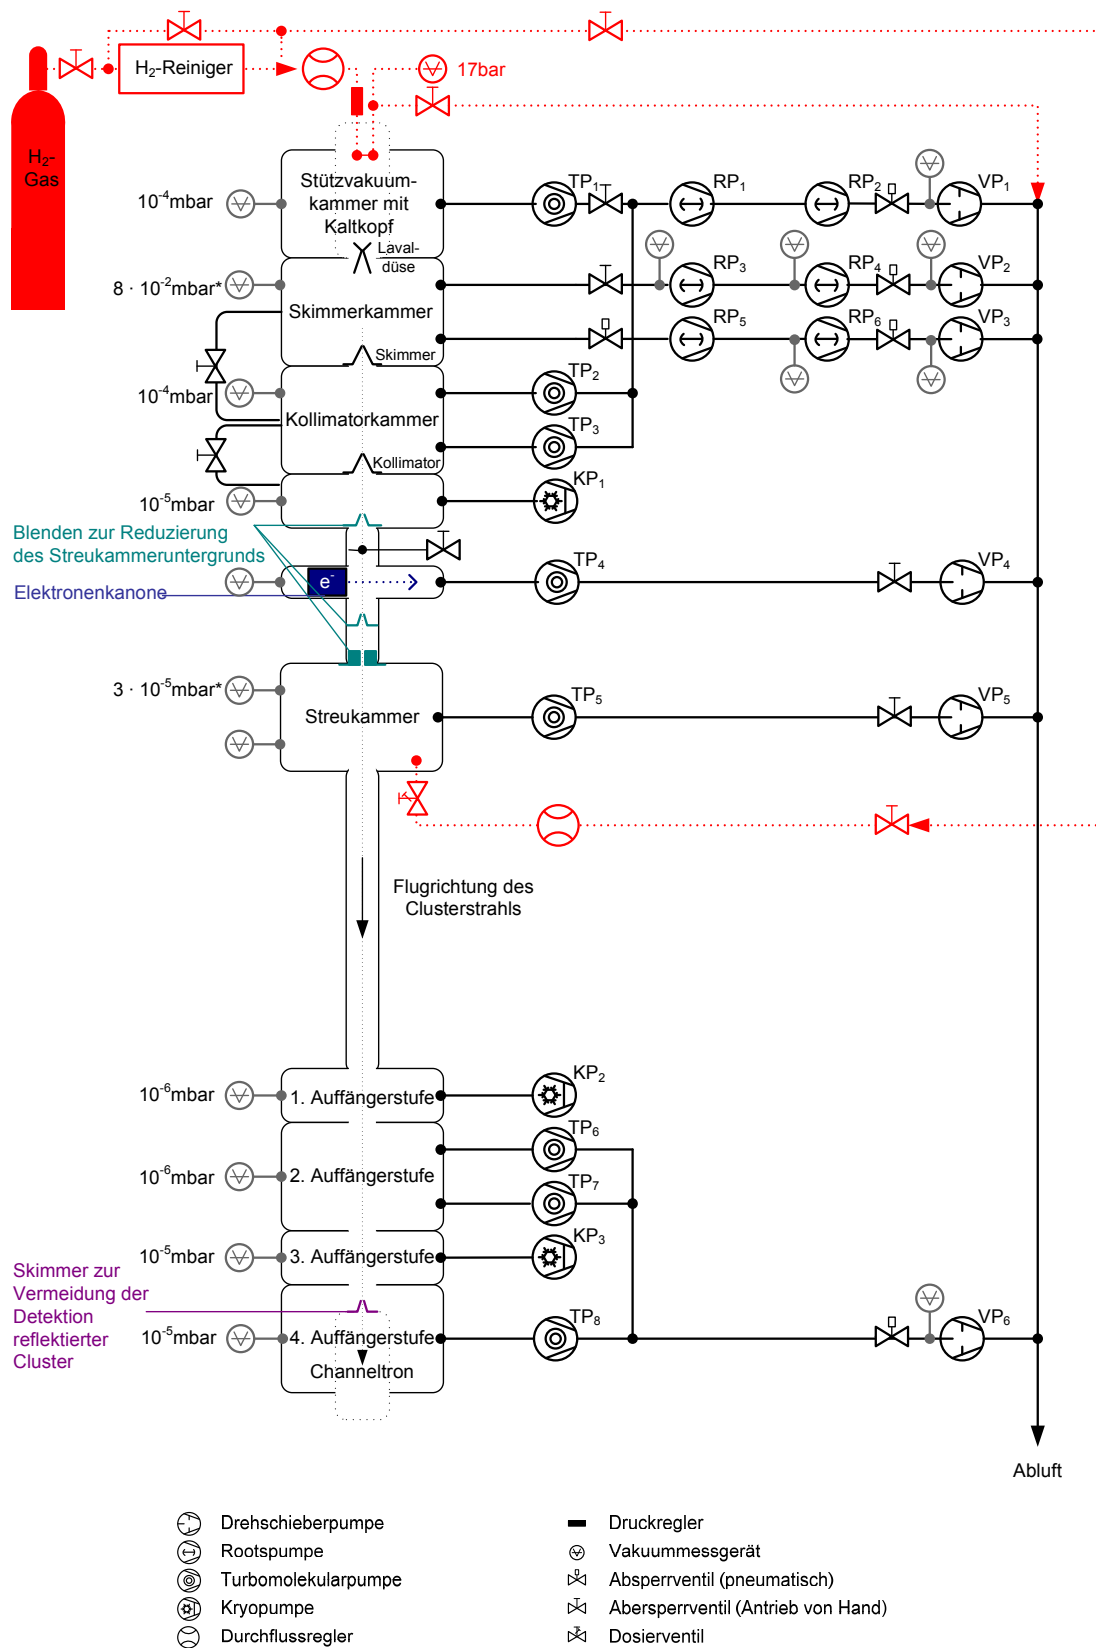 H₂-Reiniger
17bar
H₂-
Gas
Stützvakuum-
kammer mit
Kaltkopf
10⁻⁴mbar
TP₁
RP₁
RP₂
VP₁
Laval-
düse
8 · 10⁻²mbar*
Skimmerkammer
RP₃
RP₄
VP₂
RP₅
RP₆
VP₃
Skimmer
10⁻⁴mbar
Kollimatorkammer
TP₂
TP₃
Kollimator
10⁻⁵mbar
KP₁
Blenden zur Reduzierung
des Streukammeruntergrunds
Elektronenkanone
e⁻
TP₄
VP₄
3 · 10⁻⁵mbar*
Streukammer
TP₅
VP₅
Flugrichtung des
Clusterstrahls
10⁻⁶mbar
1. Auffängerstufe
KP₂
TP₆
10⁻⁶mbar
2. Auffängerstufe
TP₇
10⁻⁵mbar
3. Auffängerstufe
KP₃
Skimmer zur
Vermeidung der
Detektion
reflektierter
Cluster
10⁻⁵mbar
4. Auffängerstufe
Channeltron
TP₈
VP₆
Abluft
Drehschieberpumpe
Rootspumpe
Turbomolekularpumpe
Kryopumpe
Durchflussregler
Druckregler
Vakuummessgerät
Absperrventil (pneumatisch)
Abersperrventil (Antrieb von Hand)
Dosierventil